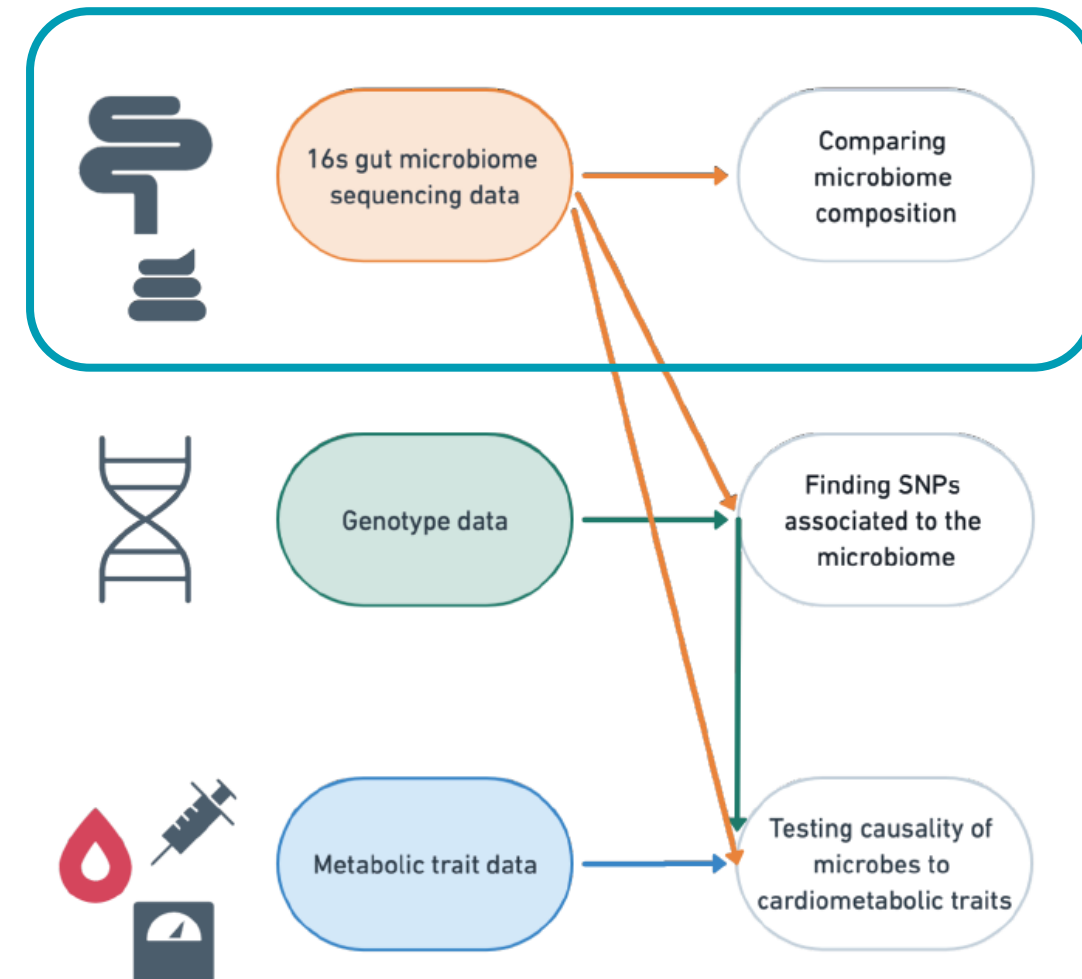 16s gut microbiome
sequencing data
Comparing
microbiome
composition
Genotype data
Finding SNPs
associated to the
microbiome
Metabolic trait data
Testing causality of
microbes to
cardiometabolic traits